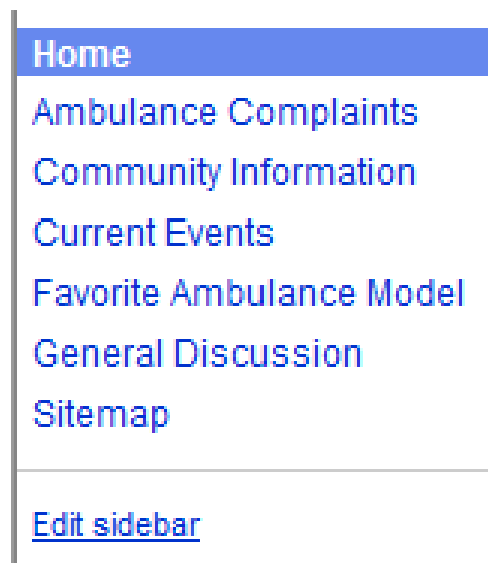 Home
Ambulance Complaints
Community Information
Current Events
Favorite Ambulance Model
General Discussion
Sitemap
Edit sidebar